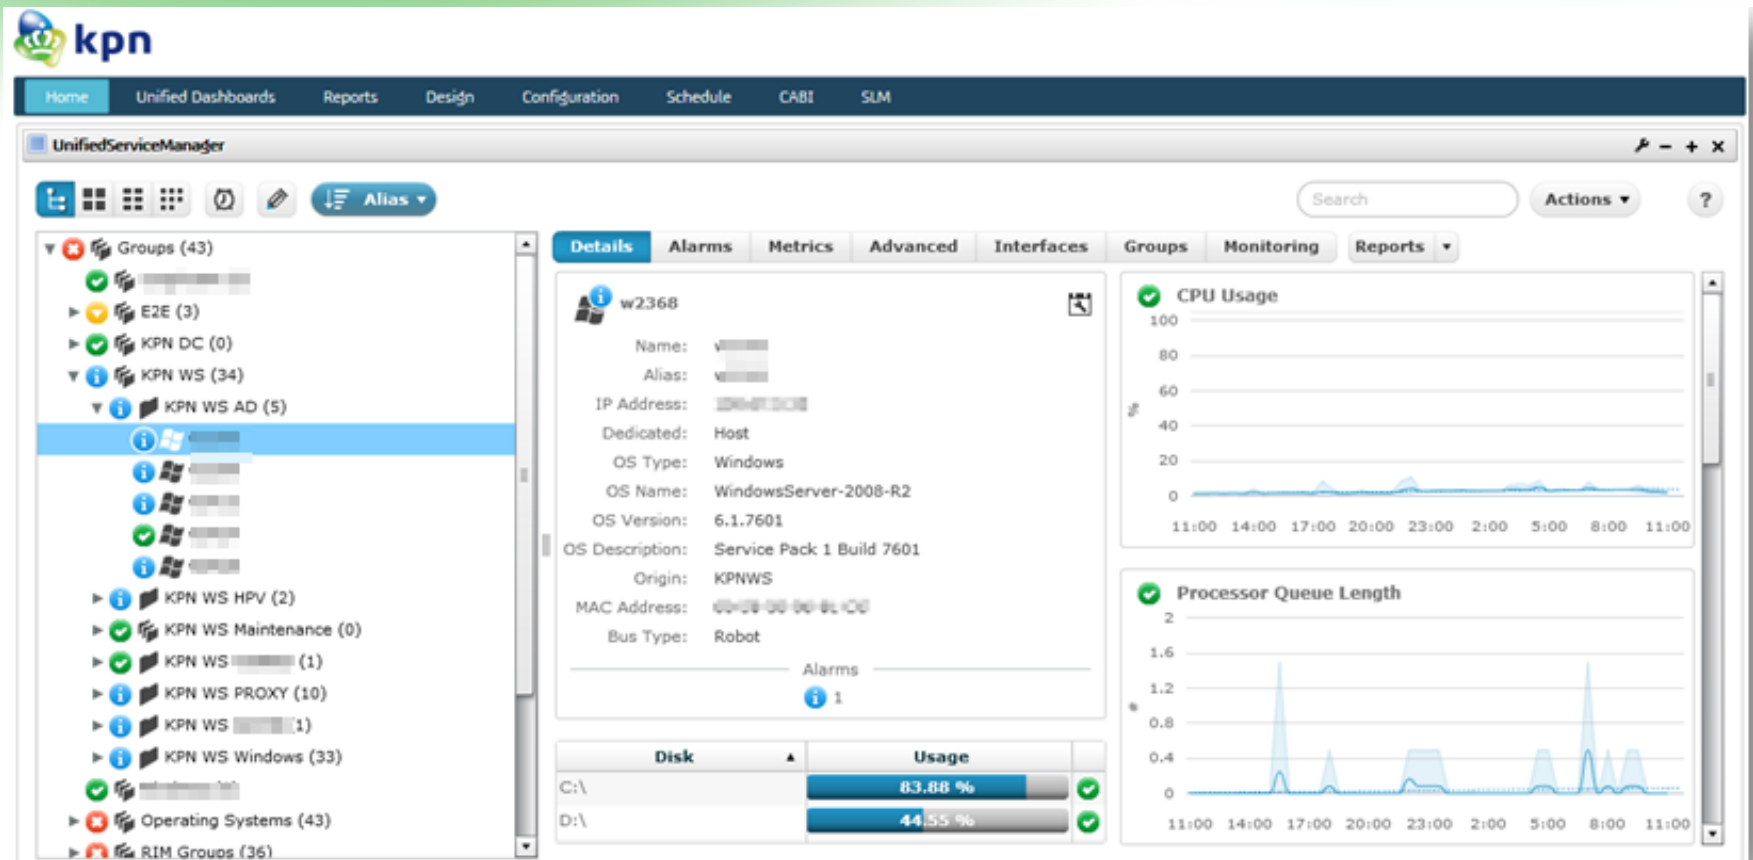 kpn
Home Unified Dashboards Reports Design Configuration Schedule CABI SLM
UnifiedServiceManager
Alias
Search
Actions
?
Groups (43)
E2E (3)
KPN DC (0)
KPN WS (34)
KPN WS AD (5)
KPN WS HPV (2)
KPN WS Maintenance (0)
KPN WS (1)
KPN WS PROXY (10)
KPN WS 1)
KPN WS Windows (33)
Operating Systems (43)
RIM Groups (36)
Details Alarms Metrics Advanced Interfaces Groups Monitoring Reports
w2368
Name:
Alias:
IP Address:
Dedicated: Host
OS Type: Windows
OS Name: WindowsServer-2008-R2
OS Version: 6.1.7601
OS Description: Service Pack 1 Build 7601
Origin: KPNWS
MAC Address:
Bus Type: Robot
Alarms
1
Disk Usage
C:\ 83.88 %
D:\ 44.55 %
CPU Usage
100
80
60
%
40
20
0
11:00 14:00 17:00 20:00 23:00 2:00 5:00 8:00 11:00
Processor Queue Length
2
1.6
1.2
0.8
0.4
0
11:00 14:00 17:00 20:00 23:00 2:00 5:00 8:00 11:00